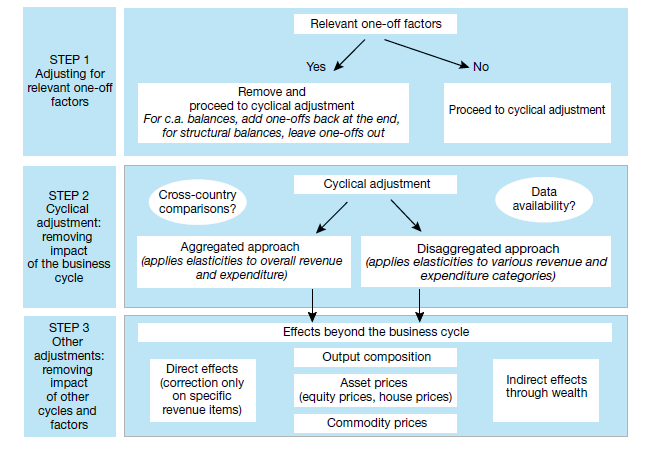 STEP 1
Adjusting for
relevant one-off
factors
Relevant one-off factors
Yes
No
Remove and
proceed to cyclical adjustment
For c.a. balances, add one-offs back at the end,
for structural balances, leave one-offs out
Proceed to cyclical adjustment
STEP 2
Cyclical
adjustment:
removing
impact
of the business
cycle
Cross-country
comparisons?
Cyclical adjustment
Data
availability?
Aggregated approach
(applies elasticities to overall revenue
and expenditure)
Disaggregated approach
(applies elasticities to various revenue and
expenditure categories)
STEP 3
Other
adjustments:
removing
impact
of other
cycles and
factors
Effects beyond the business cycle
Direct effects
(correction only
on specific
revenue items)
Output composition
Asset prices
(equity prices, house prices)
Commodity prices
Indirect effects
through wealth